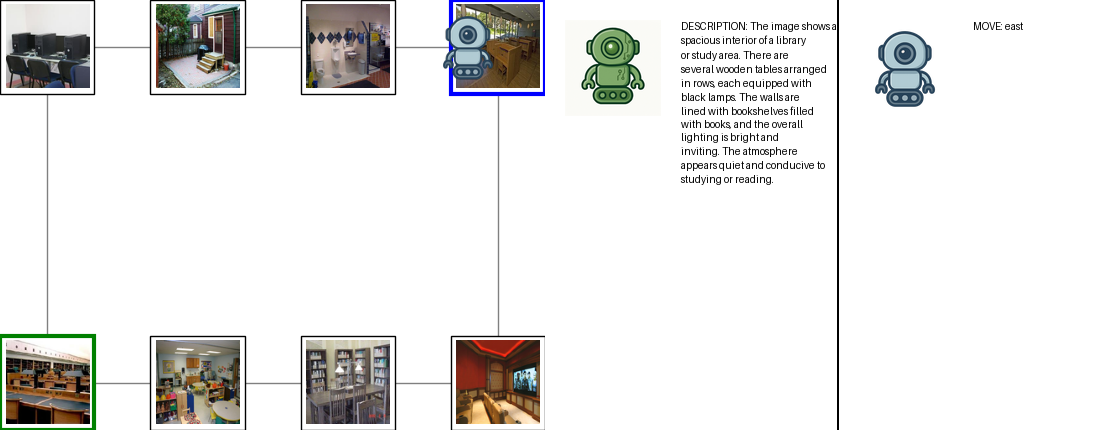 DESCRIPTION: The image shows a
spacious interior of a library
or study area. There are
several wooden tables arranged
in rows, each equipped with
black lamps. The walls are
lined with bookshelves filled
with books, and the overall
lighting is bright and
inviting. The atmosphere
appears quiet and conducive to
studying or reading.
MOVE: east